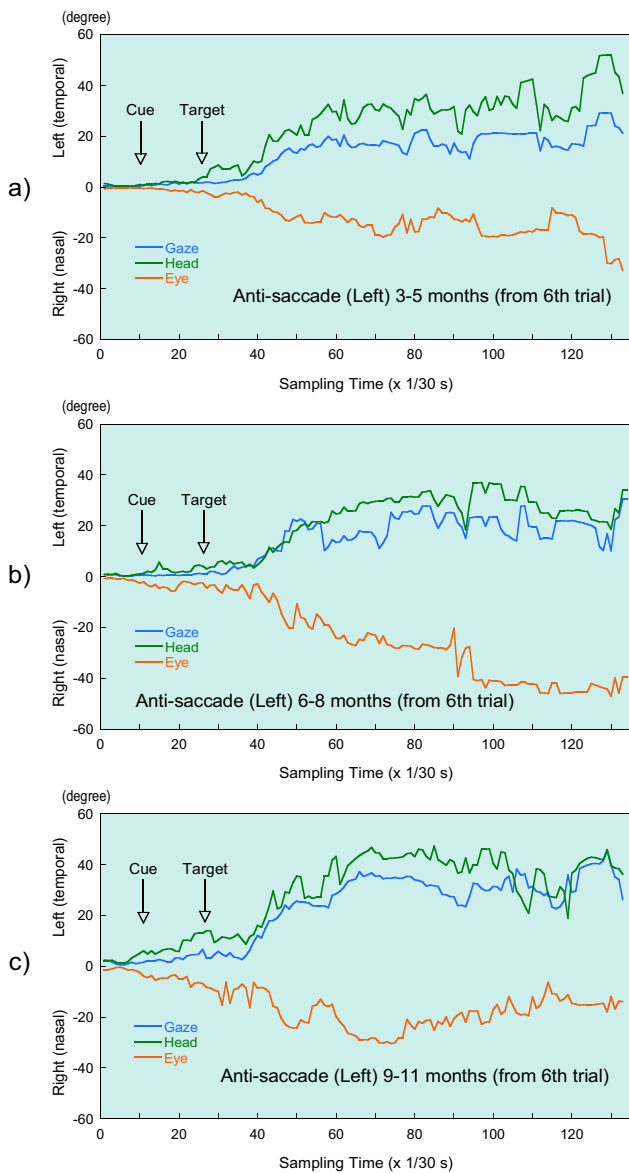 (degree)
60
40
20
0
-20
-40
-60
Left (temporal)
Right (nasal)
Cue
Target
a)
Gaze
Head
Eye
Anti-saccade (Left) 3-5 months (from 6th trial)
0 20 40 60 80 100 120
Sampling Time (x 1/30 s)
(degree)
60
40
20
0
-20
-40
-60
Left (temporal)
Right (nasal)
Cue
Target
b)
Gaze
Head
Eye
Anti-saccade (Left) 6-8 months (from 6th trial)
0 20 40 60 80 100 120
Sampling Time (x 1/30 s)
(degree)
60
40
20
0
-20
-40
-60
Left (temporal)
Right (nasal)
Cue
Target
c)
Gaze
Head
Eye
Anti-saccade (Left) 9-11 months (from 6th trial)
0 20 40 60 80 100 120
Sampling Time (x 1/30 s)